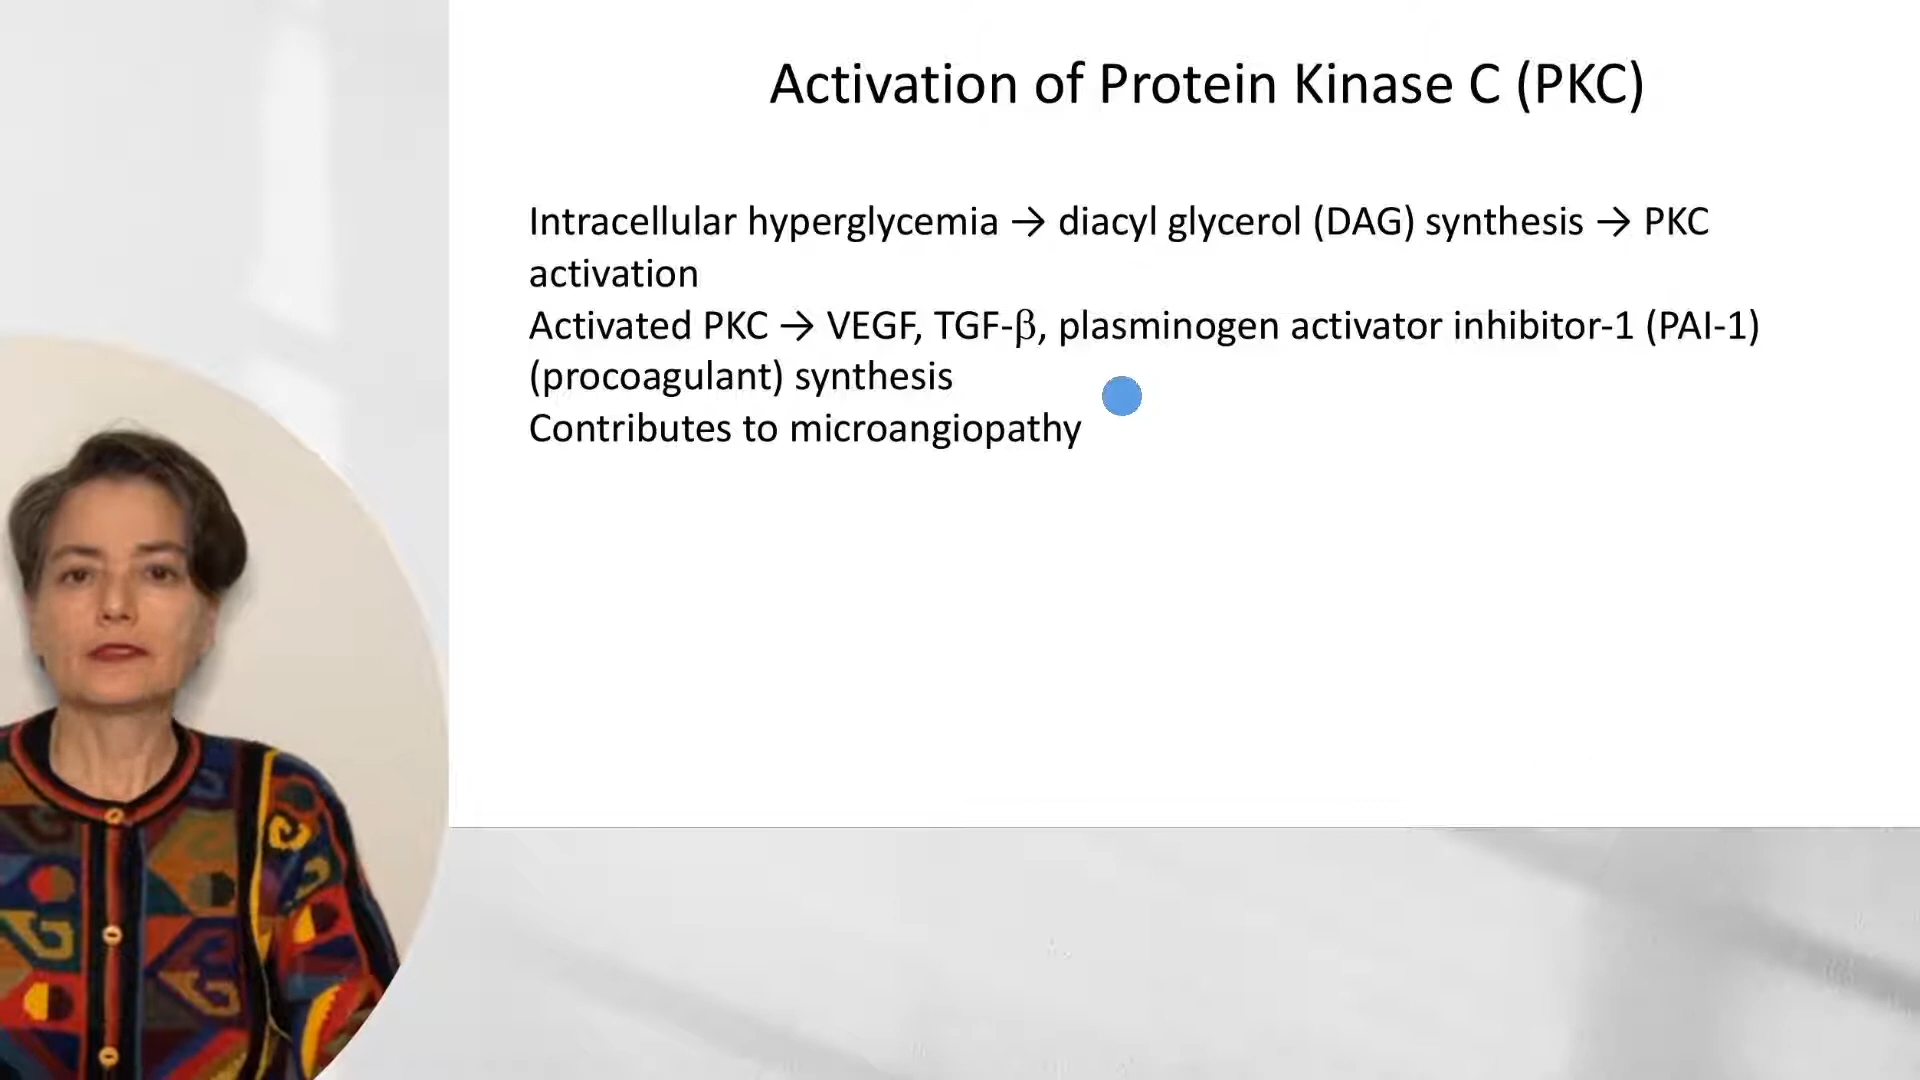 Activation of Protein Kinase C (PKC)
Intracellular hyperglycemia → diacyl glycerol (DAG) synthesis → PKC
activation
Activated PKC → VEGF, TGF-β, plasminogen activator inhibitor-1 (PAI-1)
(procoagulant) synthesis
Contributes to microangiopathy